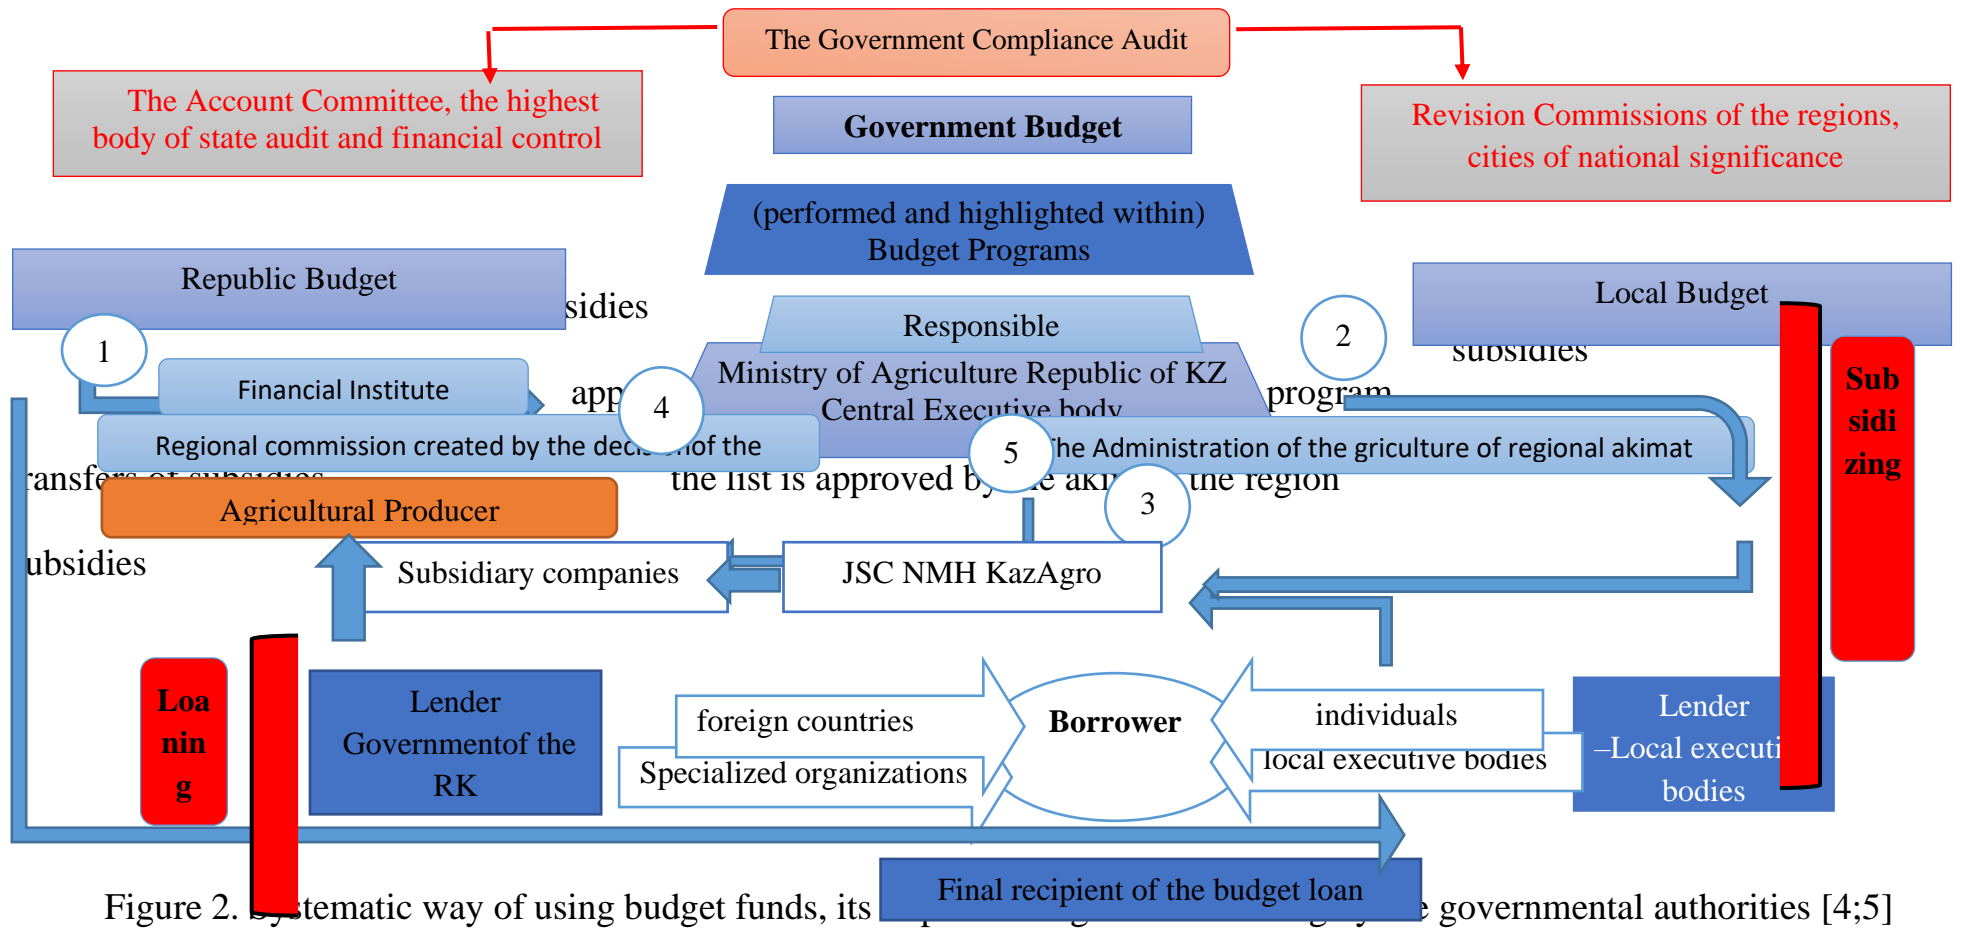 The Government Compliance Audit
The Account Committee, the highest
body of state audit and financial control
Government Budget
Revision Commissions of the regions,
cities of national significance
(performed and highlighted within)
Budget Programs
Republic Budget
sidies
Local Budget
Responsible
1
2
subsidies
Ministry of Agriculture Republic of KZ
Central Executive body
Financial Institute
app
4
program
Sub
sidi
zing
Regional commission created by the of the
5
The Administration of the griculture of regional akimat
ransfers of subsidies
the list is approved by the region
3
Agricultural Producer
ubsidies
Subsidiary companies
JSC NMH KazAgro
Loa
nin
g
Lender
Governmentof the
RK
foreign countries
Specialized organizations
Borrower
individuals
local executive bodies
Lender
–Local executi
bodies
Final recipient of the budget loan
Figure 2. way of using budget funds, its governmental authorities [4;5]